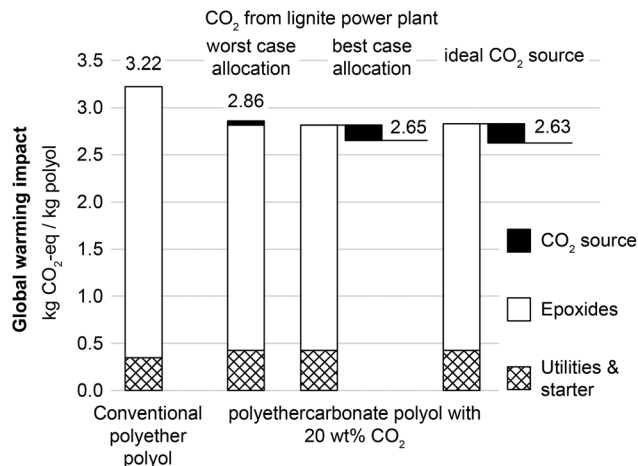 CO₂ from lignite power plant
worst case
allocation
best case
allocation
ideal CO₂ source
Global warming impact
kg CO₂-eq / kg polyol
3.5
3.0
2.5
2.0
1.5
1.0
0.5
0.0
3.22
2.86
2.65
2.63
CO₂ source
Epoxides
Utilities &
starter
Conventional
polyether
polyol
polyethercarbonate polyol with
20 wt% CO₂